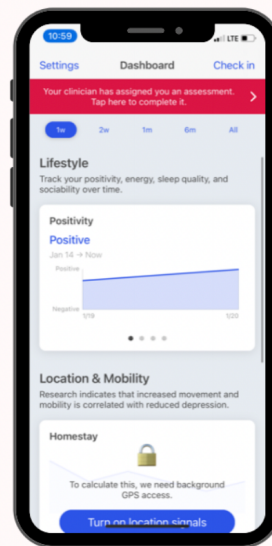 10:59
LTE
Settings Dashboard Check in
Your clinician has assigned you an assessment.
Tap here to complete it.
1w 2w 1m 6m All
Lifestyle
Track your positivity, energy, sleep quality, and
sociability over time.
Positivity
Positive
Jan 14 → Now
Positive
Negative
1/19 1/20
Location & Mobility
Research indicates that increased movement and
mobility is correlated with reduced depression.
Homestay
To calculate this, we need background
GPS access.
Turn on location signals